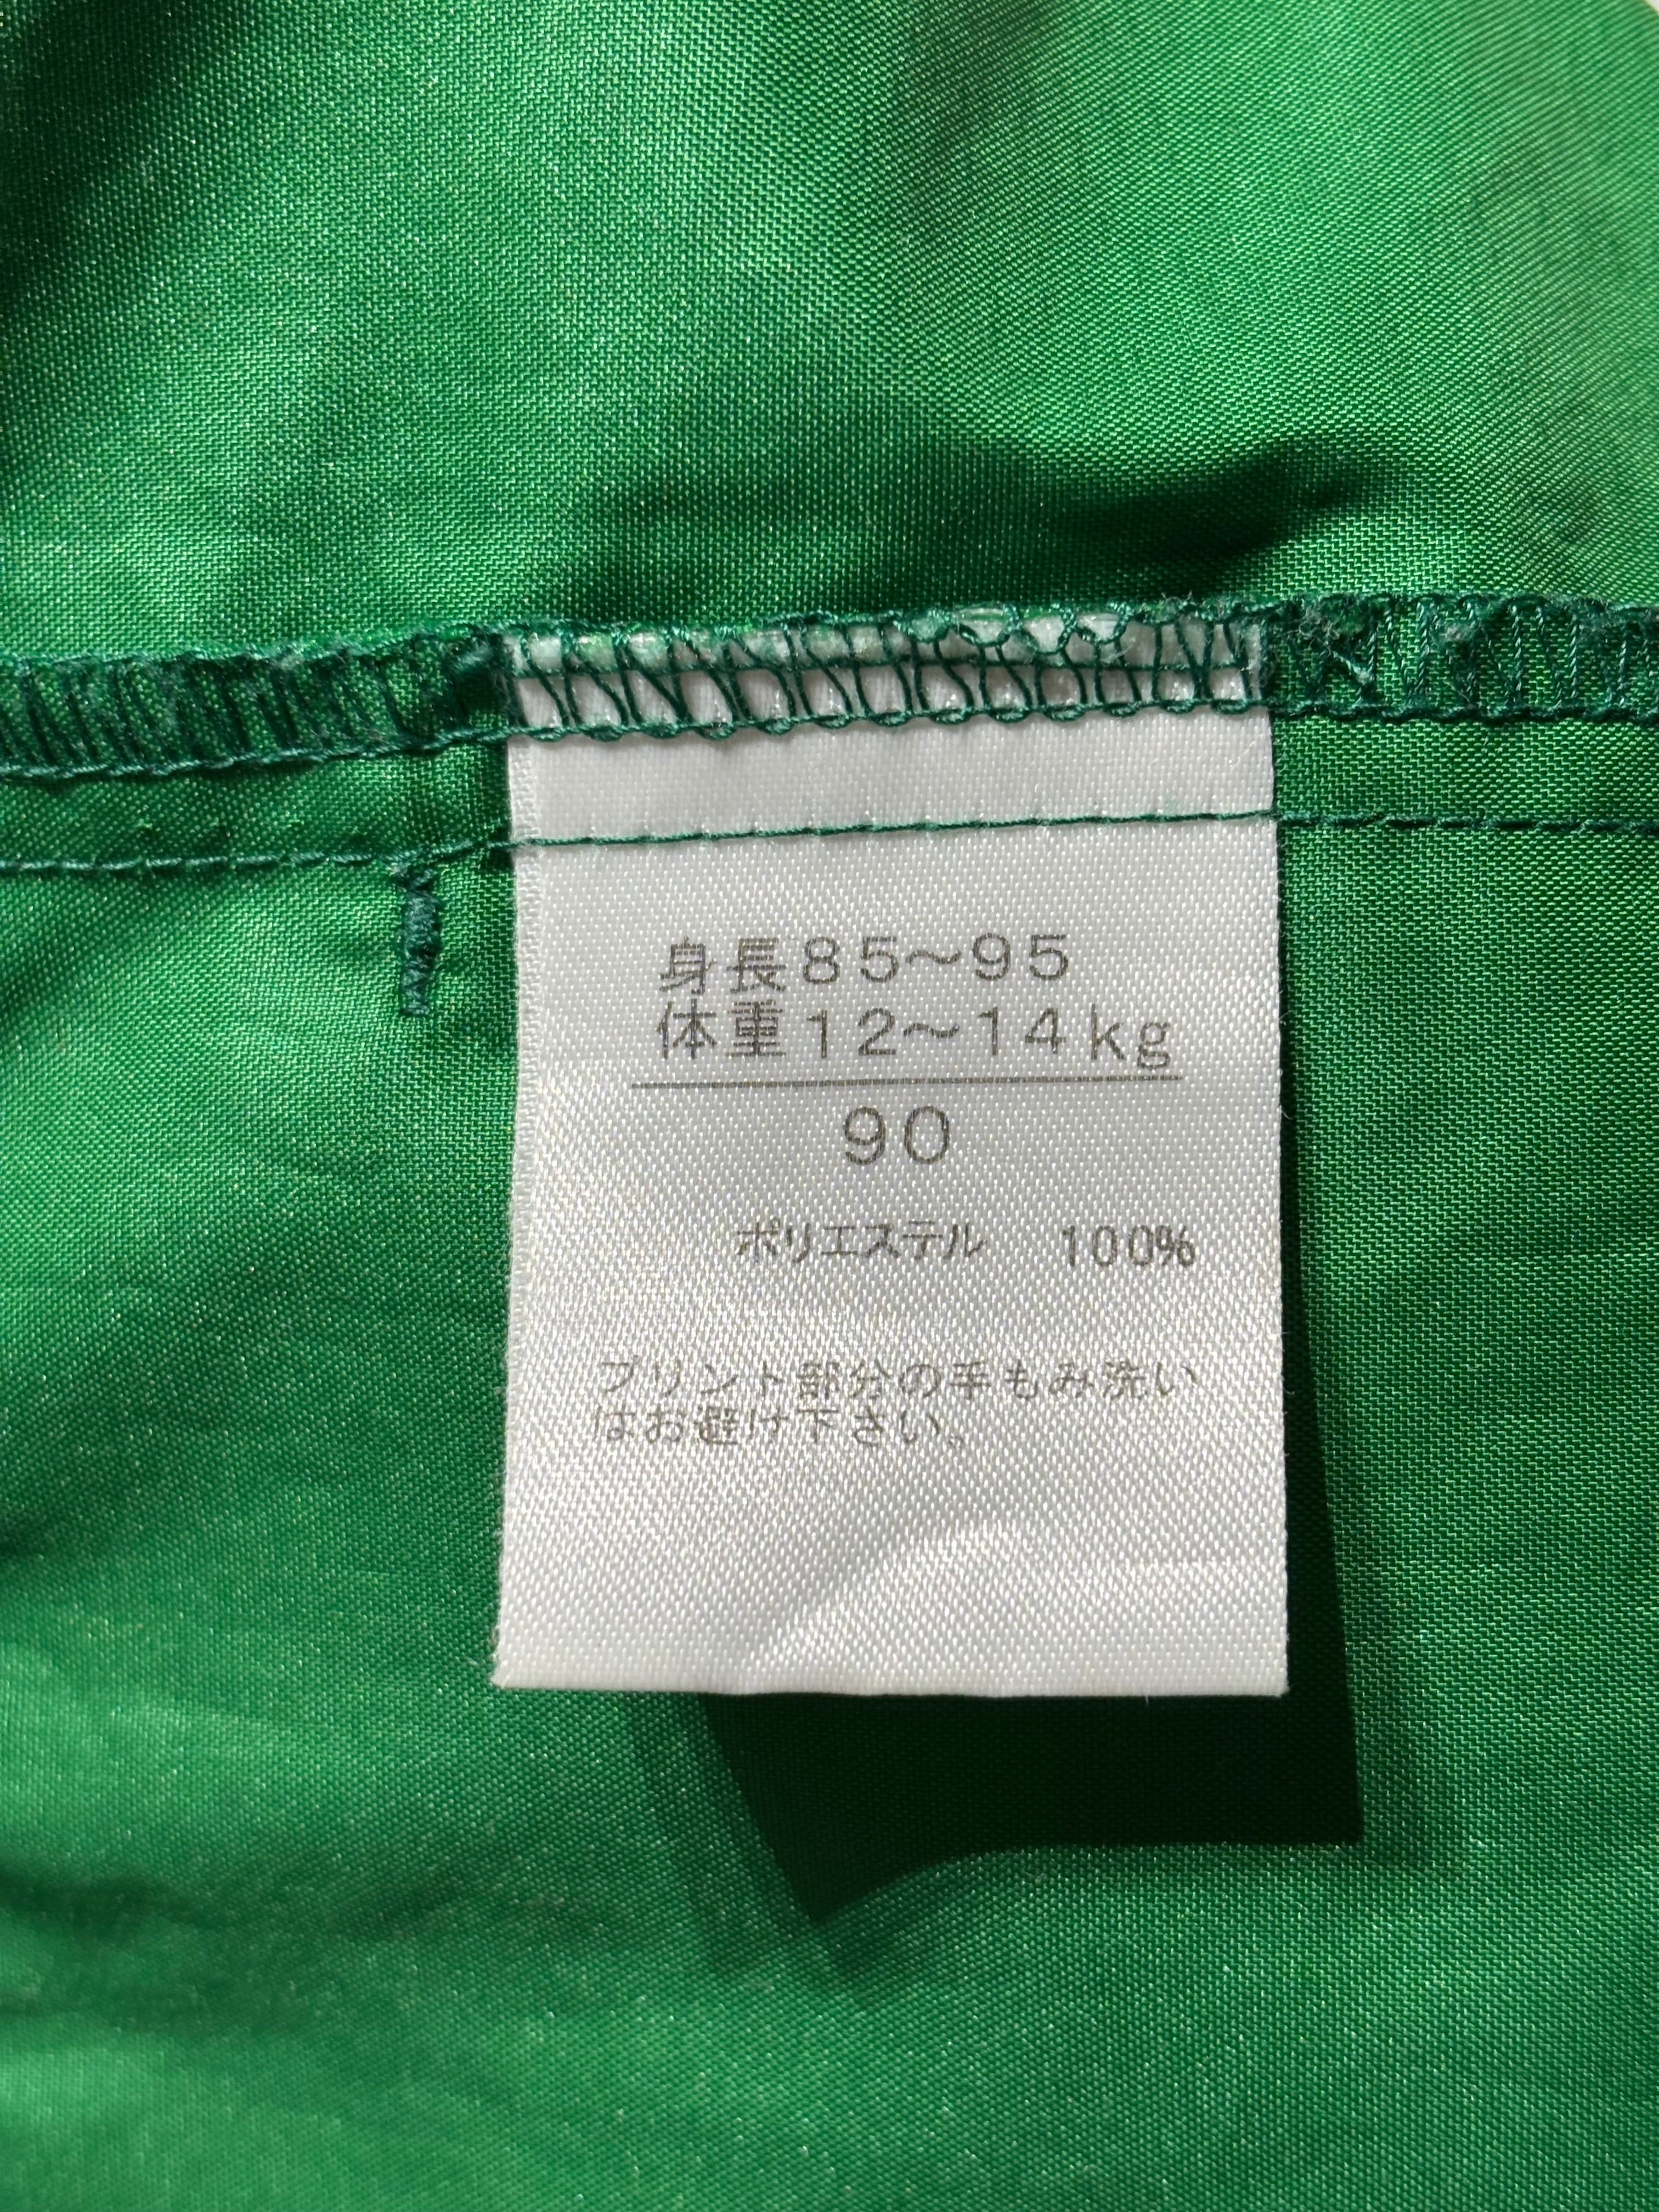 身長85~95
体重12~14kg
90
ポリエステル 100%
プリント部分の手もみ洗い
はお避け下さい。